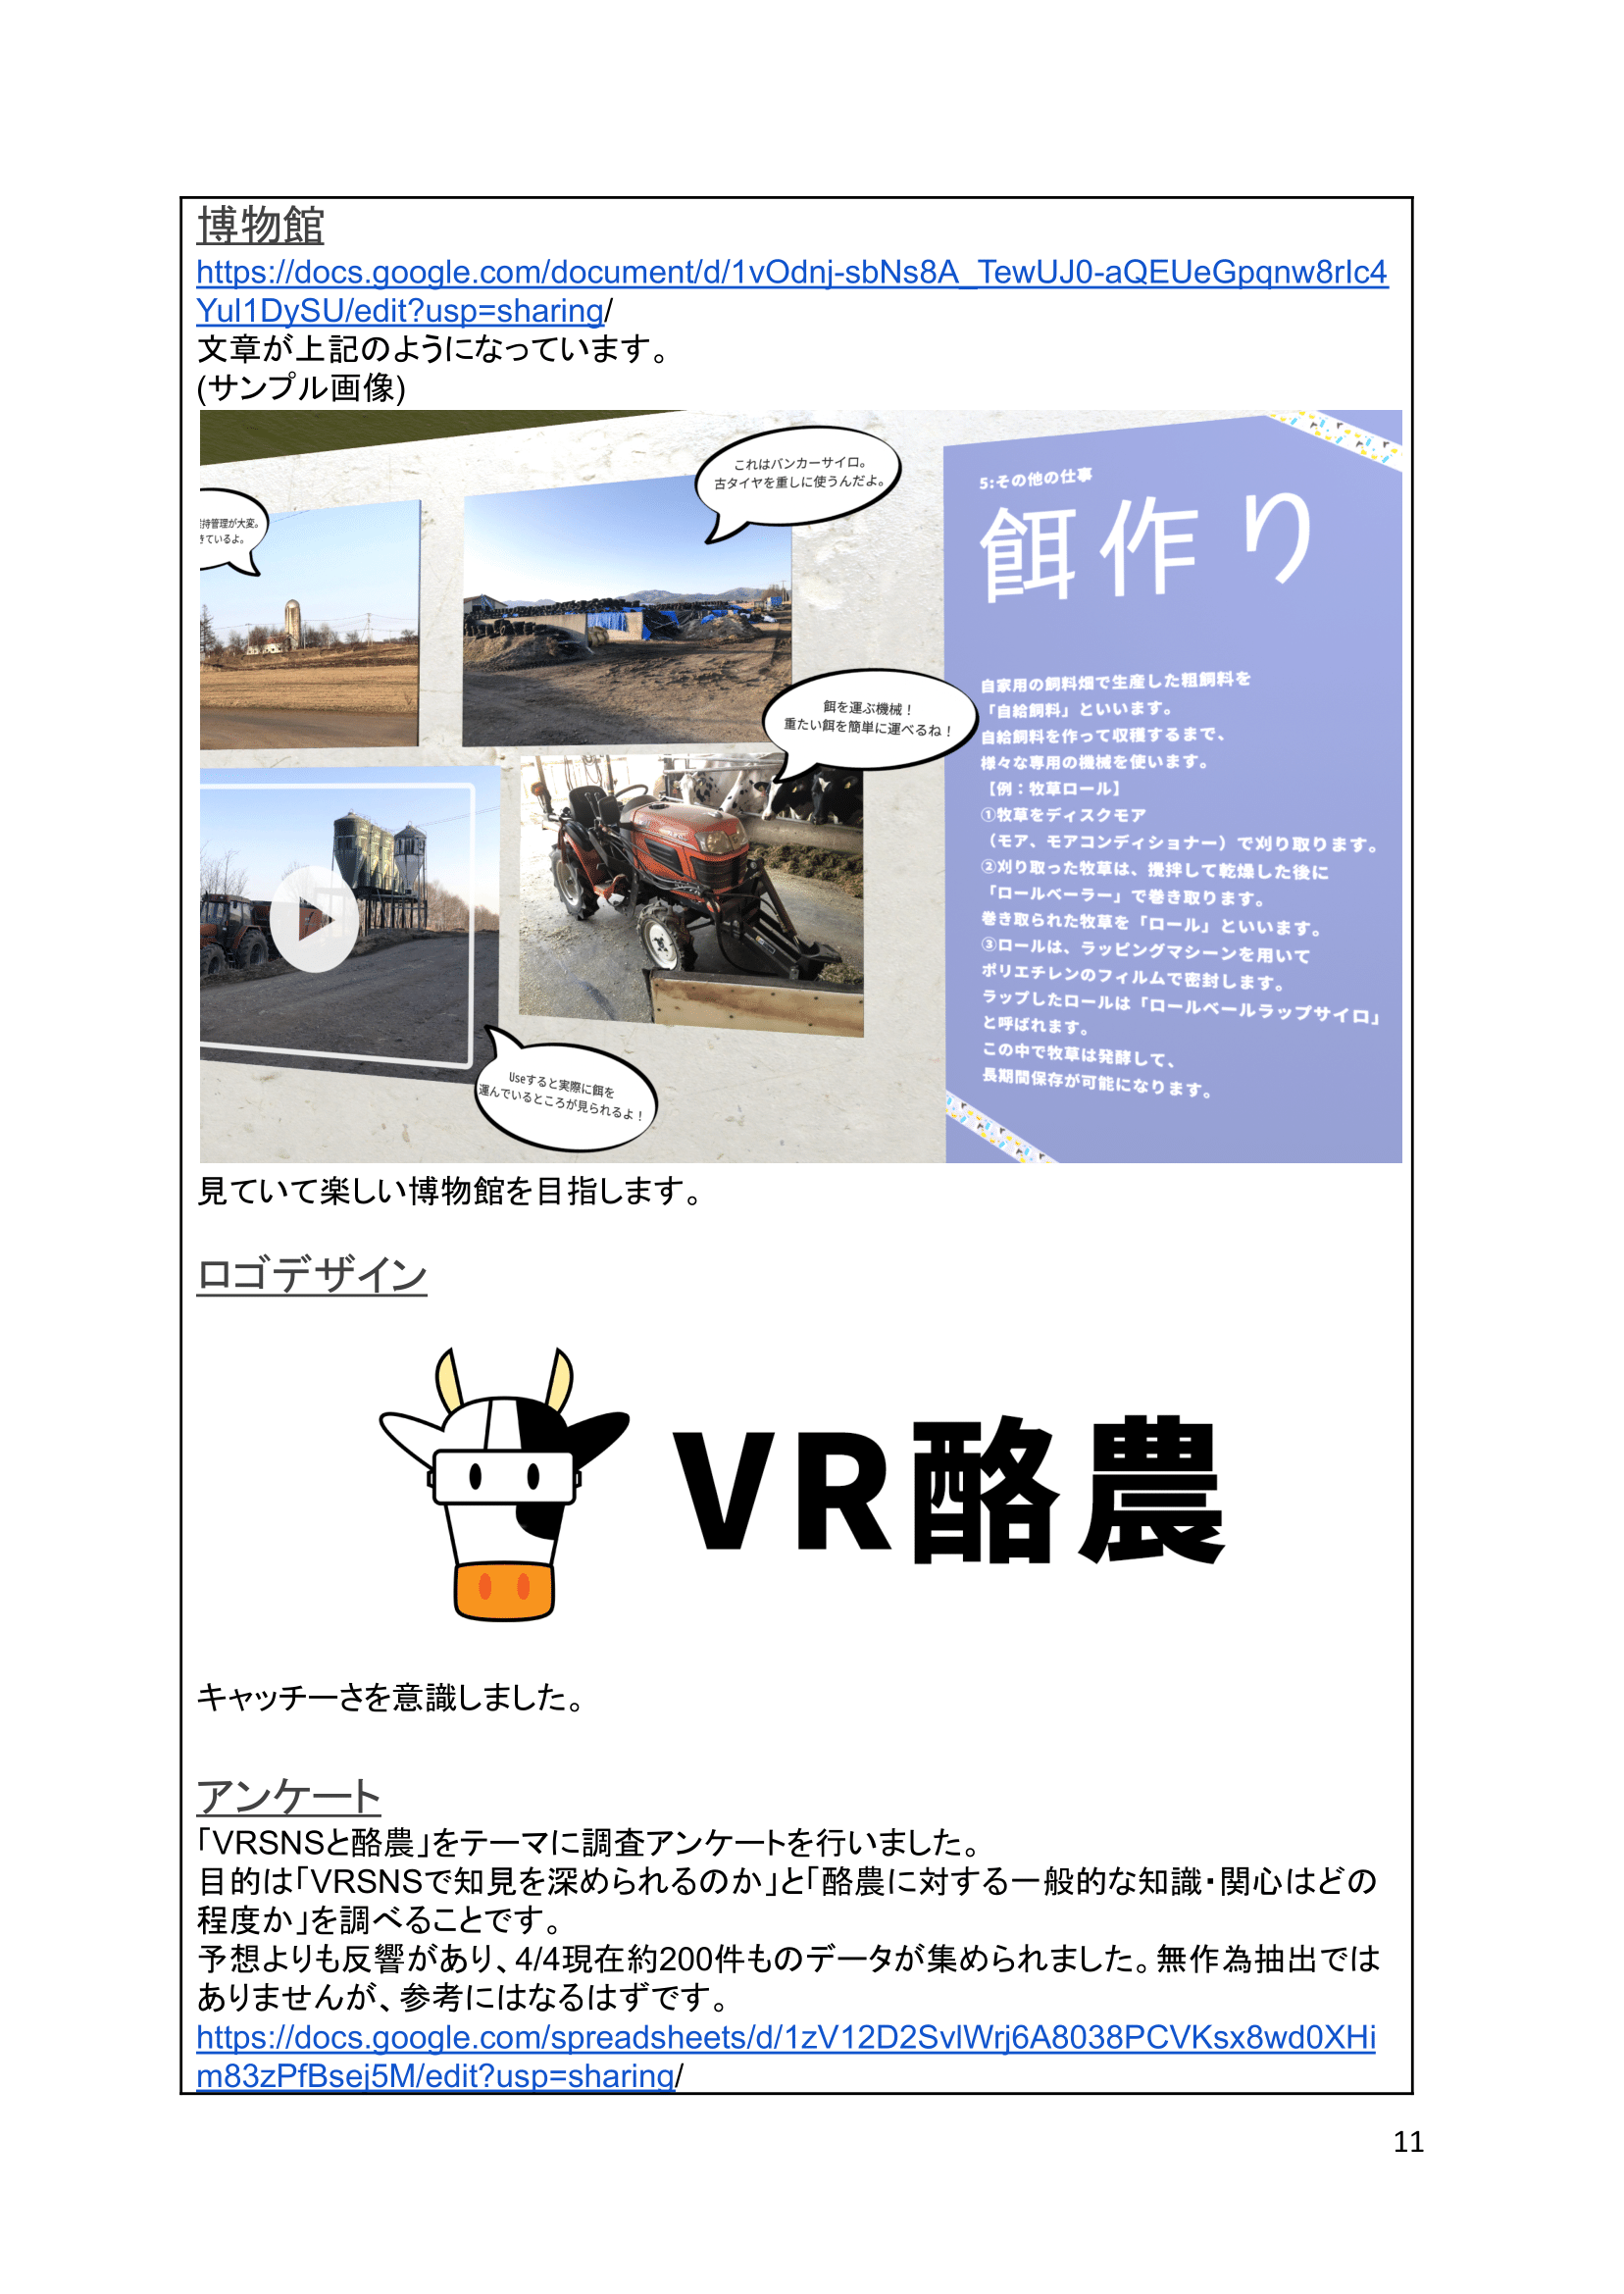 博物館
https://docs.google.com/document/d/1vOdnj-sbNs8A_TewUJ0-aQEUeGpqnw8rIc4
Yul1DySU/edit?usp=sharing/
文章が上記のようになっています。
(サンプル画像)
持管理が大変。
きているよ。
これはバンカーサイロ。
古タイヤを重しに使うんだよ。
餌を運ぶ機械!
重たい餌を簡単に運べるね!
Useすると実際に餌を
運んでいるところが見られるよ!
5:その他の仕事
餌作り
自家用の飼料畑で生産した粗飼料を
「自給飼料」といいます。
自給飼料を作って収穫するまで、
様々な専用の機械を使います。
【例:牧草ロール】
①牧草をディスクモア
(モア、モアコンディショナー)で刈り取ります。
②刈り取った牧草は、攪拌して乾燥した後に
「ロールベーラー」で巻き取ります。
巻き取られた牧草を「ロール」といいます。
③ロールは、ラッピングマシーンを用いて
ポリエチレンのフィルムで密封します。
ラップしたロールは「ロールベールラップサイロ」
と呼ばれます。
この中で牧草は発酵して、
長期間保存が可能になります。
見ていて楽しい博物館を目指します。
ロゴデザイン
VR酪農
キャッチーさを意識しました。
アンケート
「VRSNSと酪農」をテーマに調査アンケートを行いました。
目的は「VRSNSで知見を深められるのか」と「酪農に対する一般的な知識・関心はどの
程度か」を調べることです。
予想よりも反響があり、4/4現在約200件ものデータが集められました。無作為抽出では
ありませんが、参考にはなるはずです。
https://docs.google.com/spreadsheets/d/1zV12D2SvlWrj6A8038PCVKsx8wd0XHi
m83zPfBsej5M/edit?usp=sharing/
11